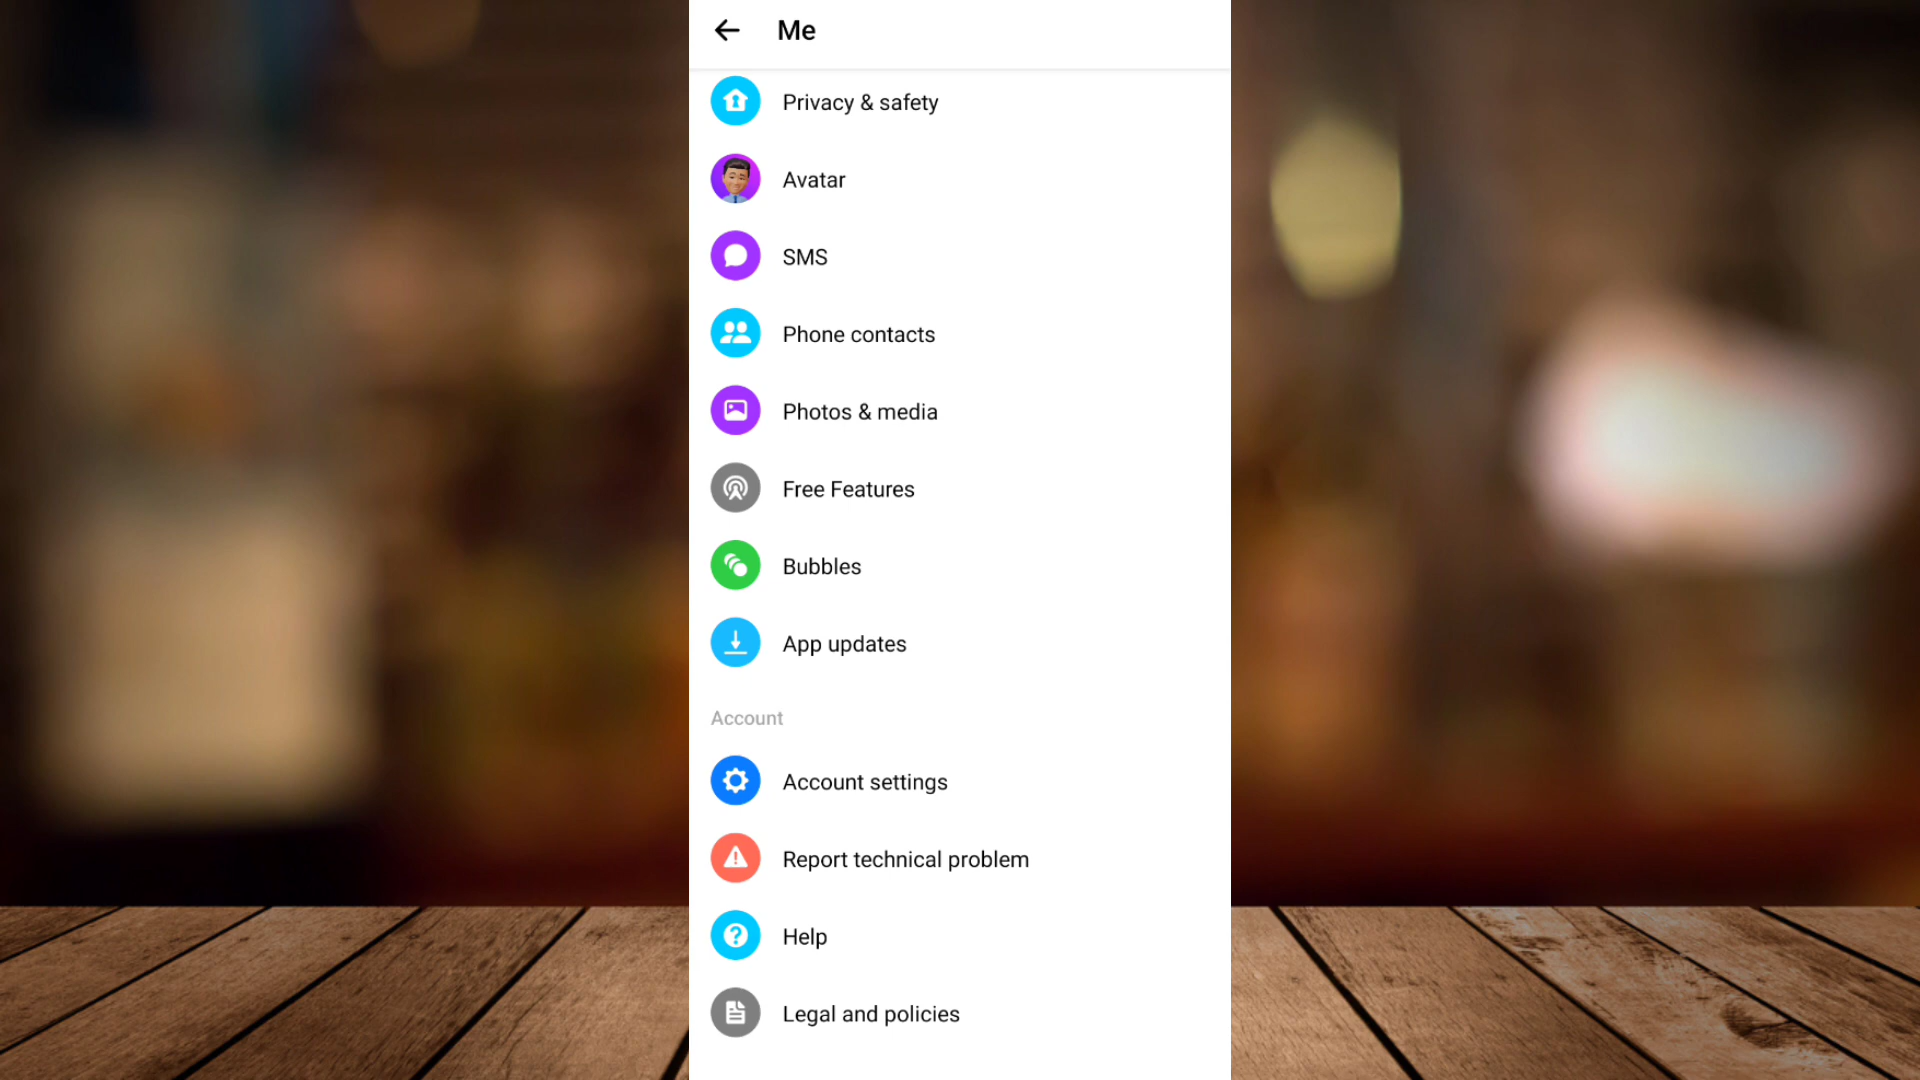 Me
Privacy & safety
Avatar
SMS
Phone contacts
Photos & media
Free Features
Bubbles
App updates
Account
Account settings
Report technical problem
Help
Legal and policies